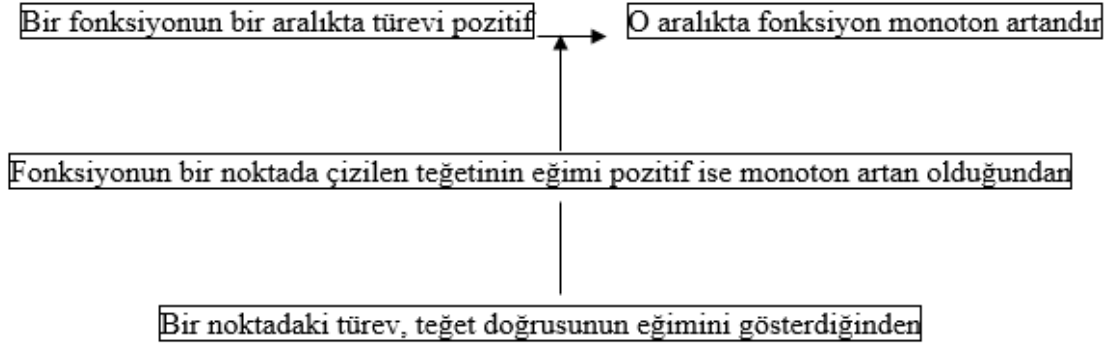 Bir fonksiyonun bir aralıkta türevi pozitif
O aralıkta fonksiyon monoton artandır
Fonksiyonun bir noktada çizilen teğetinin eğimi pozitif ise monoton artan olduğundan
Bir noktadaki türev, teğet doğrusunun eğimini gösterdiğinden